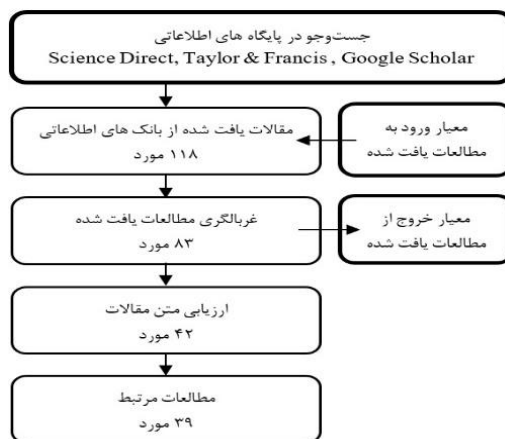 جست‌وجو در پایگاه های اطلاعاتی
Science Direct, Taylor & Francis , Google Scholar
معیار ورود به
مطالعات یافت شده
مقالات یافت شده از بانک های اطلاعاتی
۱۱۸ مورد
معیار خروج از
مطالعات یافت شده
غربالگری مطالعات یافت شده
۸۳ مورد
ارزیابی متن مقالات
۴۲ مورد
مطالعات مرتبط
۳۹ مورد